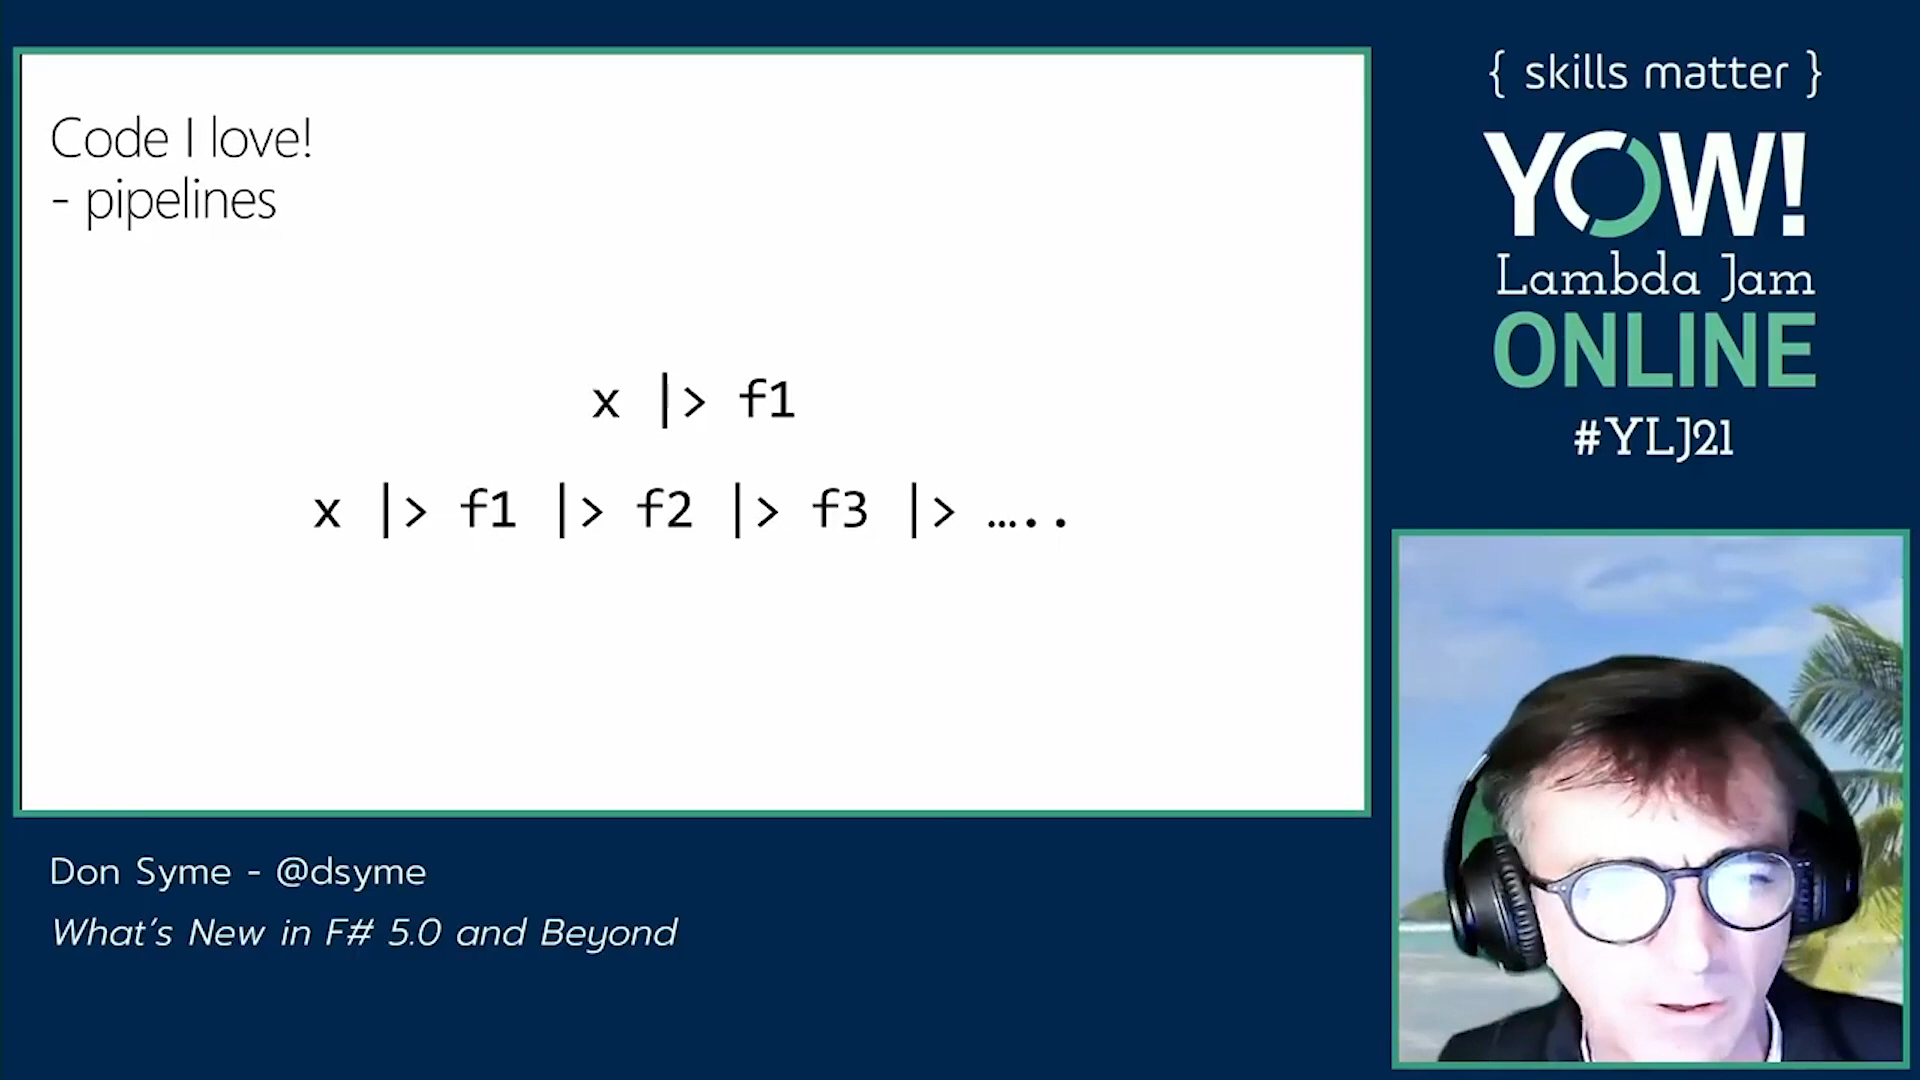 Code I love!
- pipelines
x |> f1
x |> f1 |> f2 |> f3 |> …..
{ skills matter }
YOW!
Lambda Jam
ONLINE
#YLJ21
Don Syme - @dsyme
What's New in F# 5.0 and Beyond